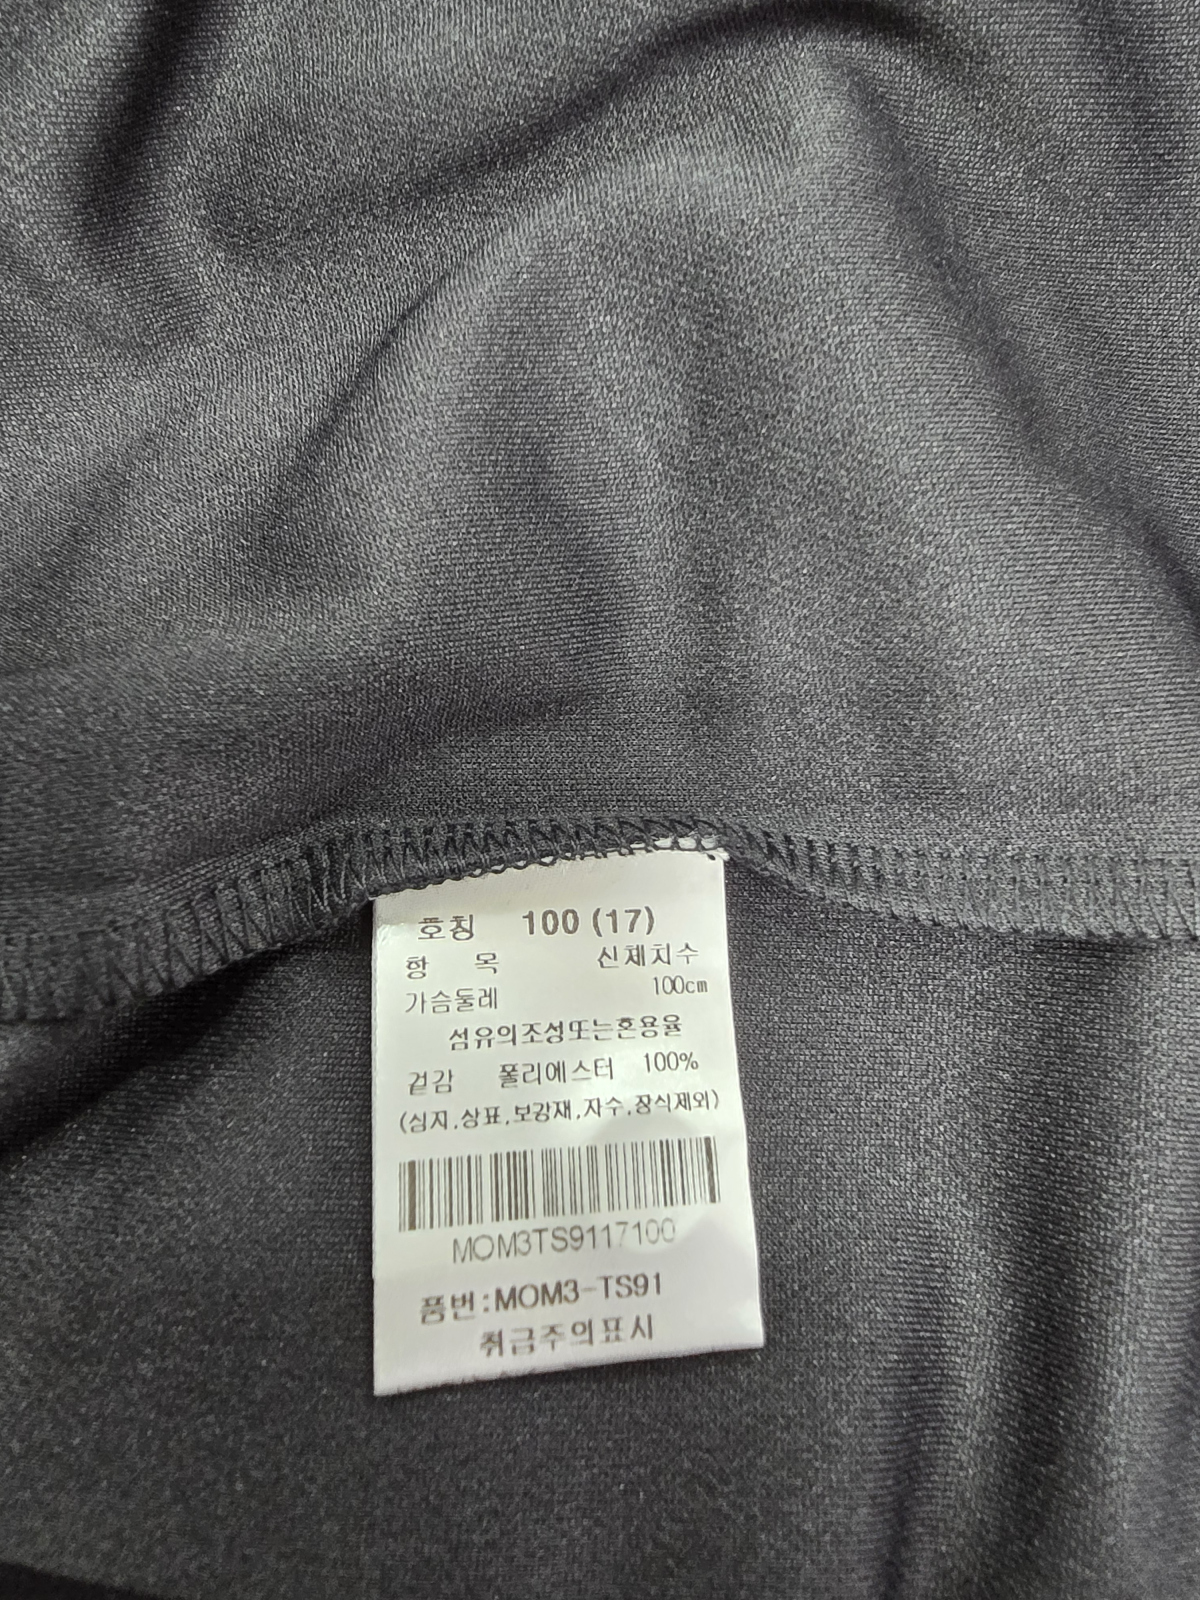 호칭 100 (17)
항 목 신체치수
가슴둘레 100cm
섬유의조성또는혼용율
겉감 폴리에스터 100%
(심지,상표,보강재,자수,장식제외)
MOM3TS9117100
품번:MOM3-TS91
취급주의표시